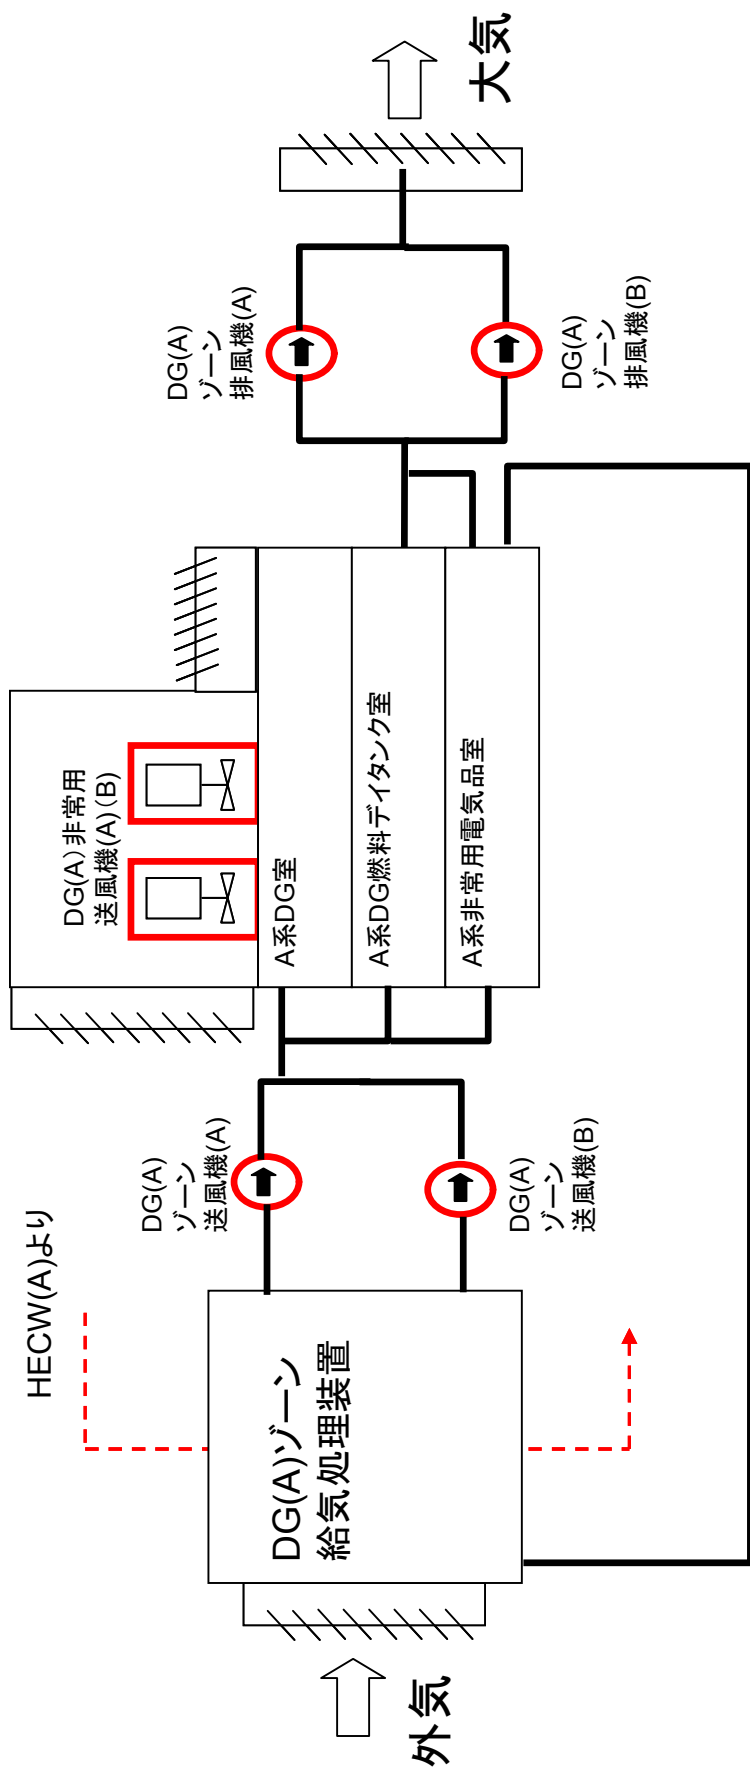 外気
DG(A)ゾーン
給気処理装置
HECW(A)より
DG(A)
ゾーン
送風機(A)
DG(A)
ゾーン
送風機(B)
DG(A)非常用
送風機(A)(B)
A系DG室
A系DG燃料デイタンク室
A系非常用電気品室
DG(A)
ゾーン
排風機(A)
DG(A)
ゾーン
排風機(B)
大気